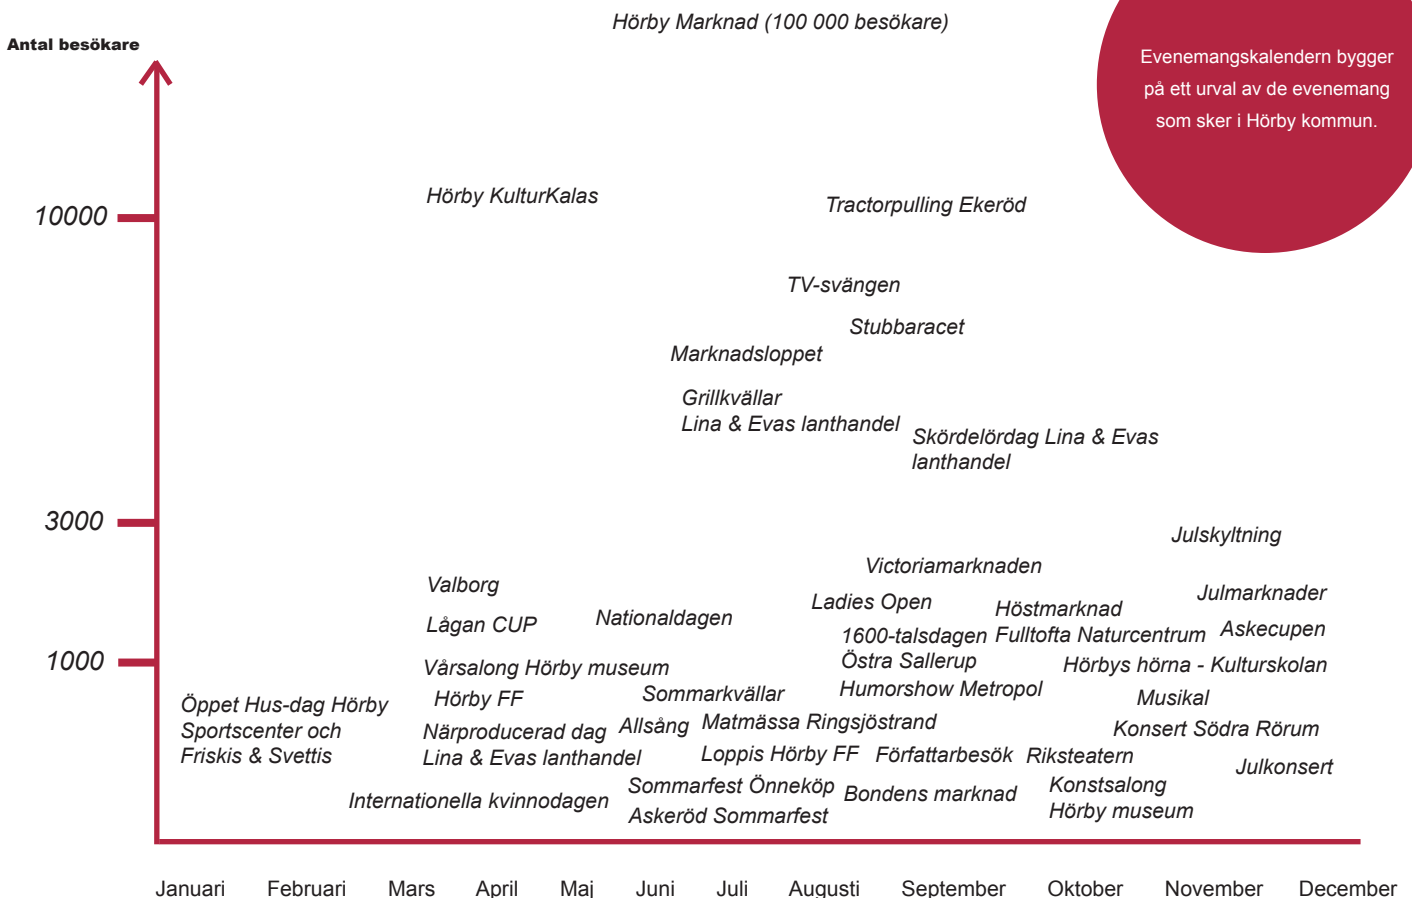 Hörby Marknad (100 000 besökare)
Antal besökare
Evenemangskalendern bygger
på ett urval av de evenemang
som sker i Hörby kommun.
10000
Hörby KulturKalas
Tractorpulling Ekeröd
TV-svängen
Stubbaracet
Marknadsloppet
Grillkvällar
Lina & Evas lanthandel
Skördelördag Lina & Evas
lanthandel
3000
Julskyltning
Victoriamarknaden
Valborg
Ladies Open
Julmarknader
Lågan CUP
Nationaldagen
Höstmarknad
Fulltofta Naturcentrum
Askecupen
1600-talsdagen
Östra Sallerup
1000
Vårsalong Hörby museum
Hörbys hörna - Kulturskolan
Hörby FF
Sommarkvällar
Humorshow Metropol
Musikal
Öppet Hus-dag Hörby
Sportscenter och
Friskis & Svettis
Närproducerad dag
Lina & Evas lanthandel
Allsång
Matmässa Ringsjöstrand
Konsert Södra Rörum
Loppis Hörby FF
Författarbesök
Riksteatern
Julkonsert
Internationella kvinnodagen
Sommarfest Önneköp
Askeröd Sommarfest
Bondens marknad
Konstsalong
Hörby museum
Januari
Februari
Mars
April
Maj
Juni
Juli
Augusti
September
Oktober
November
December